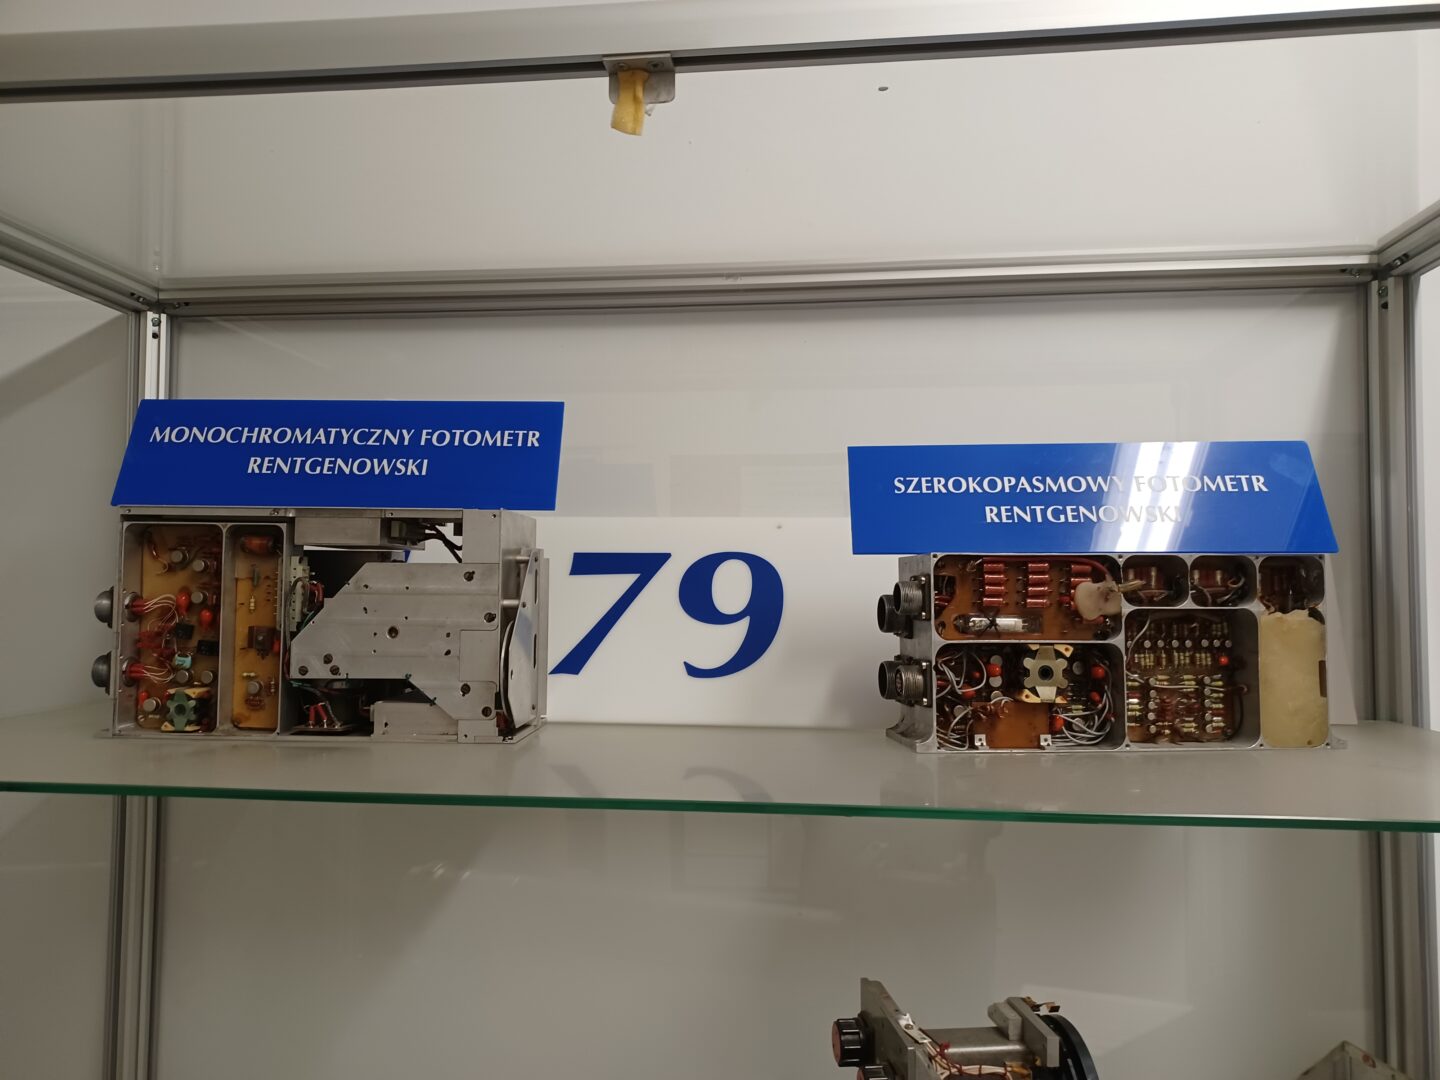 MONOCHROMATYCZNY FOTOMETR
RENTGENOWSKI
SZEROKOPASMOWY FOTOMETR
RENTGENOWSKI
79